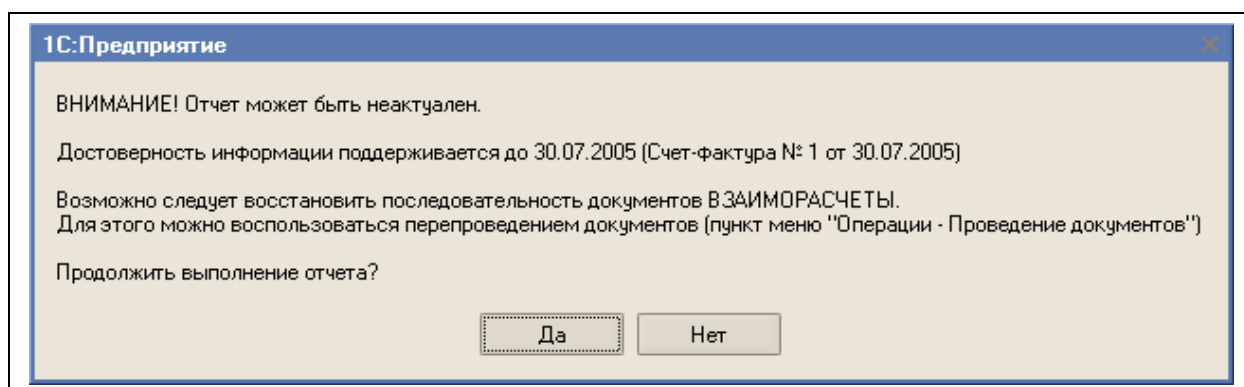 1С:Предприятие
ВНИМАНИЕ! Отчет может быть неактуален.
Достоверность информации поддерживается до 30.07.2005 (Счет-фактура № 1 от 30.07.2005)
Возможно следует восстановить последовательность документов ВЗАИМОРАСЧЕТЫ.
Для этого можно воспользоваться перепроведением документов (пункт меню "Операции - Проведение документов")
Продолжить выполнение отчета?
Да Нет